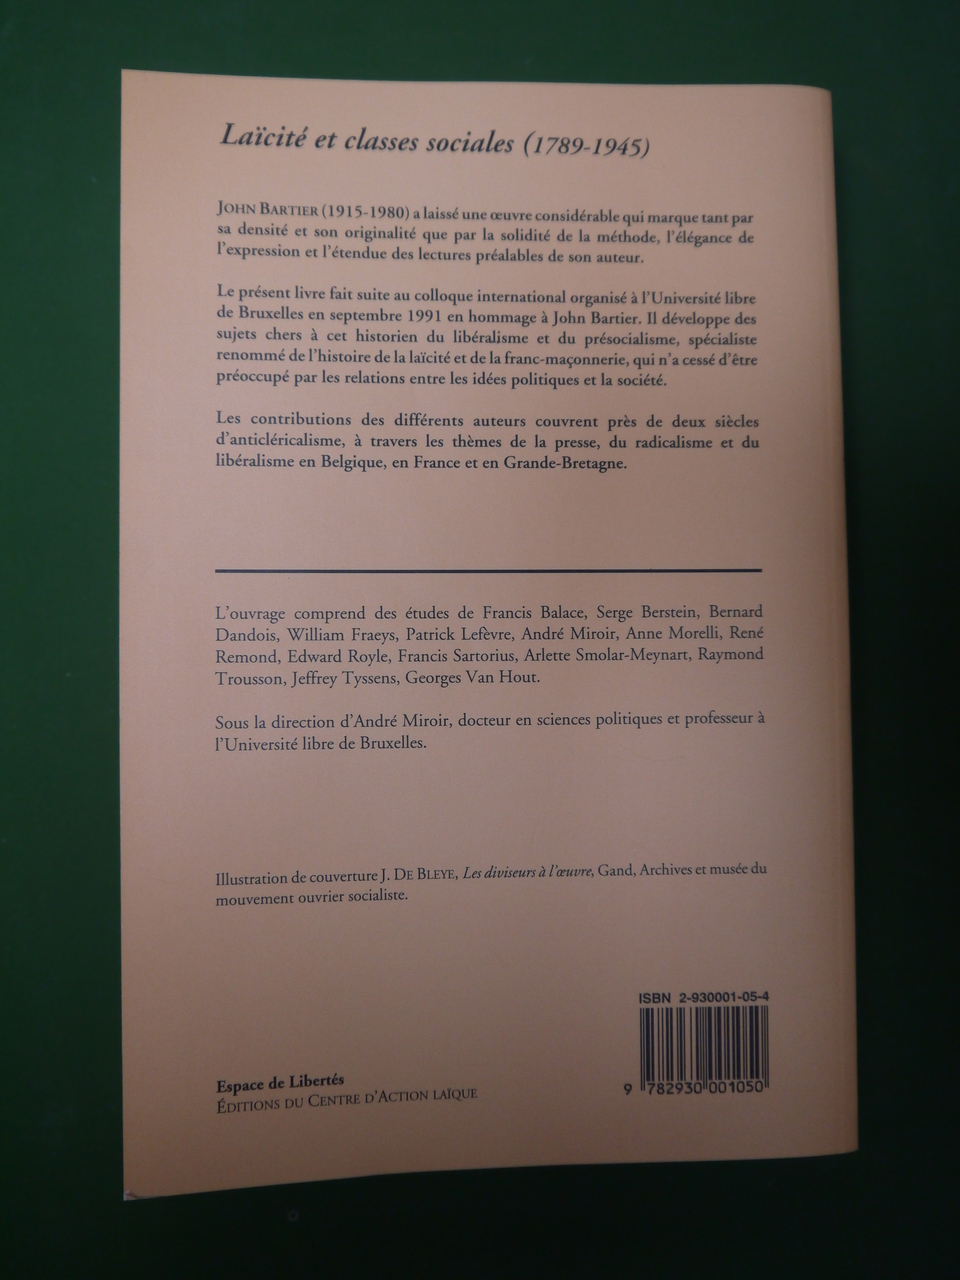 Laïcité et classes sociales (1789-1945)
JOHN BARTIER (1915-1980) a laissé une œuvre considérable qui marque tant par
sa densité et son originalité que par la solidité de la méthode, l'élégance de
l'expression et l'étendue des lectures préalables de son auteur.
Le présent livre fait suite au colloque international organisé à l'Université libre
de Bruxelles en septembre 1991 en hommage à John Bartier. Il développe des
sujets chers à cet historien du libéralisme et du présocialisme, spécialiste
renommé de l'histoire de la laïcité et de la franc-maçonnerie, qui n'a cessé d'être
préoccupé par les relations entre les idées politiques et la société.
Les contributions des différents auteurs couvrent près de deux siècles
d'anticléricalisme, à travers les thèmes de la presse, du radicalisme et du
libéralisme en Belgique, en France et en Grande-Bretagne.
L'ouvrage comprend des études de Francis Balace, Serge Berstein, Bernard
Dandois, William Fraeys, Patrick Lefèvre, André Miroir, Anne Morelli, René
Remond, Edward Royle, Francis Sartorius, Arlette Smolar-Meynart, Raymond
Trousson, Jeffrey Tyssens, Georges Van Hout.
Sous la direction d'André Miroir, docteur en sciences politiques et professeur à
l'Université libre de Bruxelles.
Illustration de couverture J. DE BLEYE, Les diviseurs à l'œuvre, Gand, Archives et musée du
mouvement ouvrier socialiste.
ISBN 2-930001-05-4
9 782930 001050
Espace de Libertés
ÉDITIONS DU CENTRE D'ACTION LAÏQUE